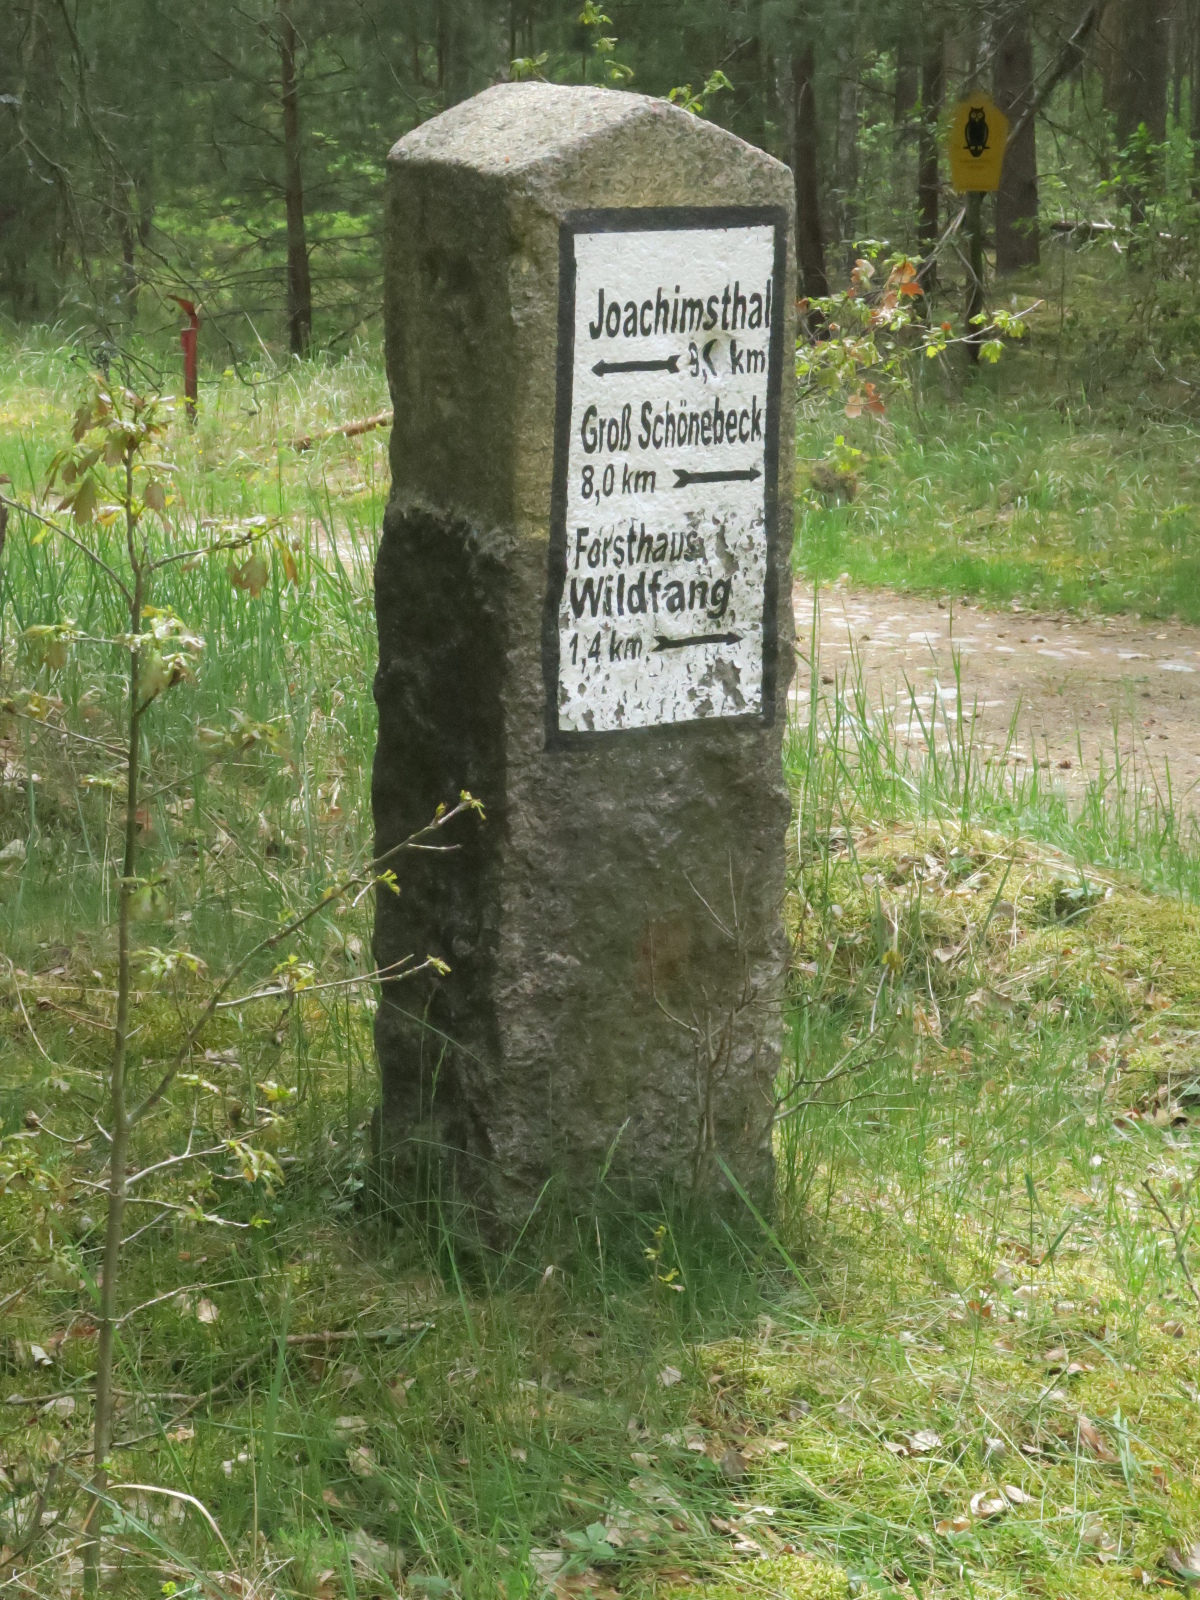 Joachimsthal
km
Groß Schönebeck
8,0 km
Forsthaus
Wildfang
1,4 km